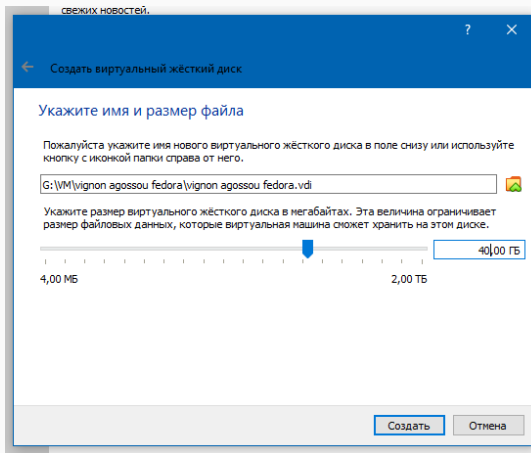 свежих новостей.
?
Создать виртуальный жёсткий диск
Укажите имя и размер файла
Пожалуйста укажите имя нового виртуального жёсткого диска в поле снизу или используйте
кнопку с иконкой папки справа от него.
G:\VM\vignon agossou fedora\vignon agossou fedora.vdi
Укажите размер виртуального жёсткого диска в мегабайтах. Эта величина ограничивает
размер файловых данных, которые виртуальная машина сможет хранить на этом диске.
40,00 ГБ
4,00 МБ 2,00 ТБ
Создать Отмена